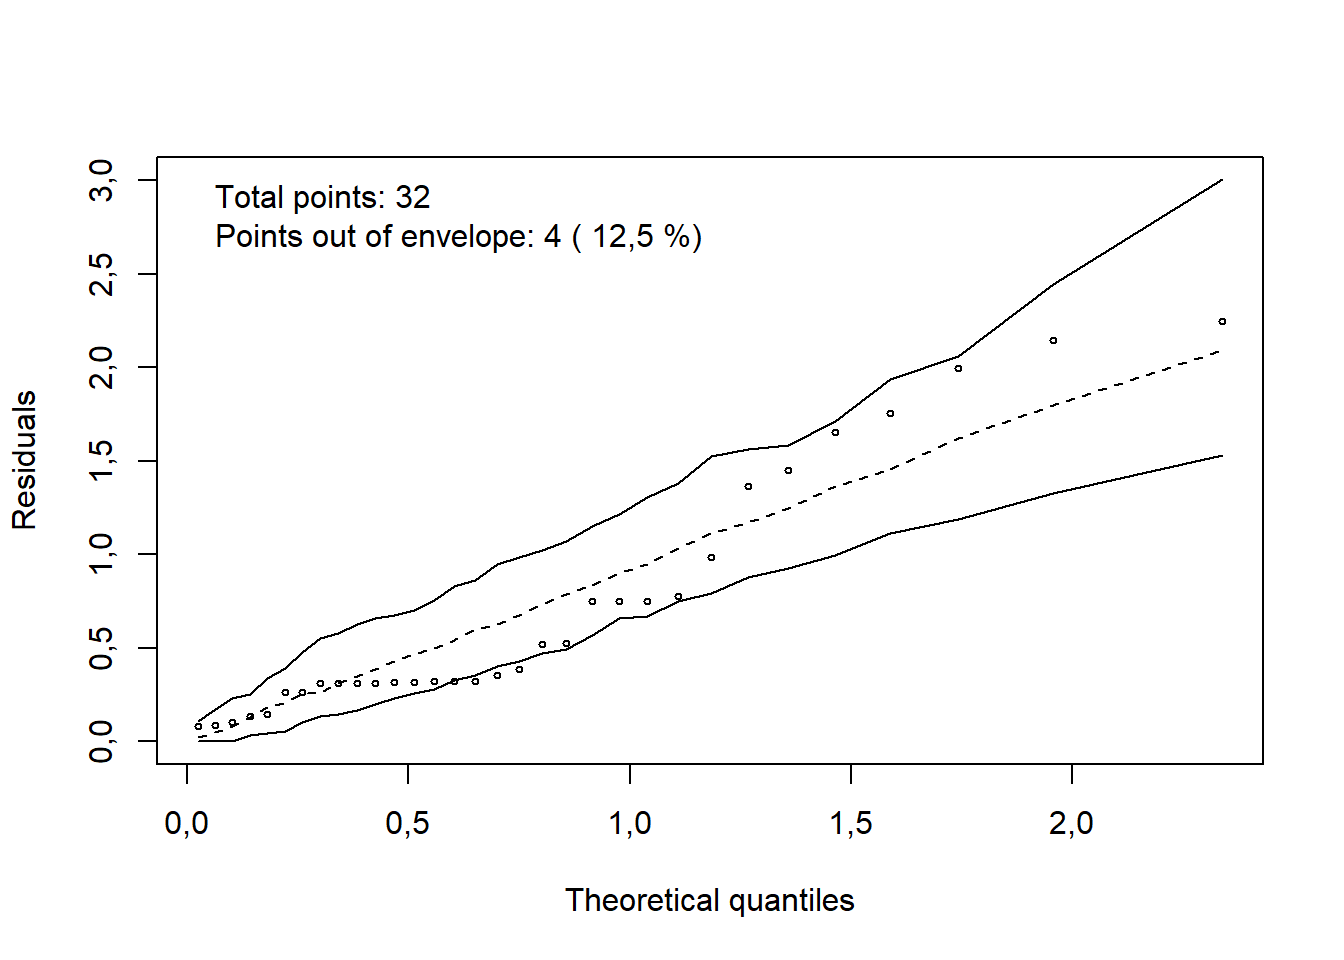 Total points: 32
Points out of envelope: 4 ( 12,5 %)
Residuals
3,0
2,5
2,0
1,5
1,0
0,5
0,0
0,0 0,5 1,0 1,5 2,0
Theoretical quantiles